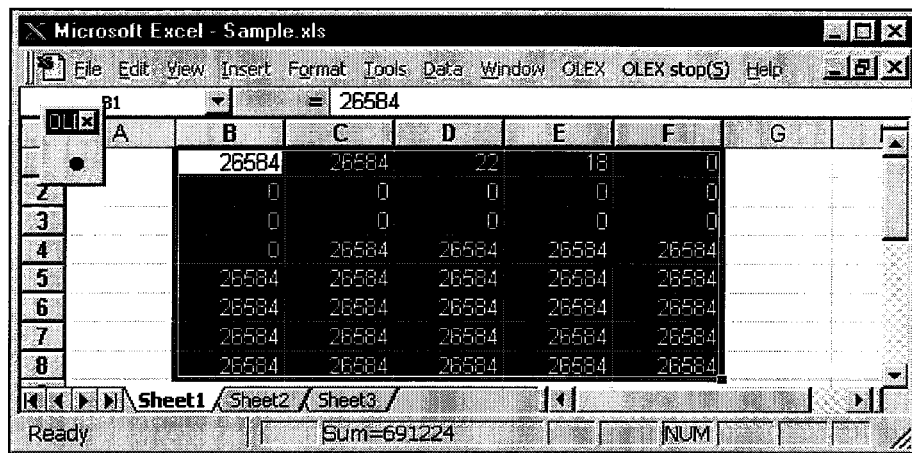 Microsoft Excel - Sample.xls
File Edit View Insert Format Tools Data Window OLEX OLEX stop(S) Help
B1 = 26584
A B C D E F G
26584 26584 22 18 0
2 0 0 0 0 0
3 0 0 0 0 0
4 0 26584 26584 26584 26584
5 26584 26584 26584 26584 26584
6 26584 26584 26584 26584 26584
7 26584 26584 26584 26584 26584
8 26584 26584 26584 26584 26584
Sheet1 Sheet2 Sheet3
Ready Sum=691224 NUM